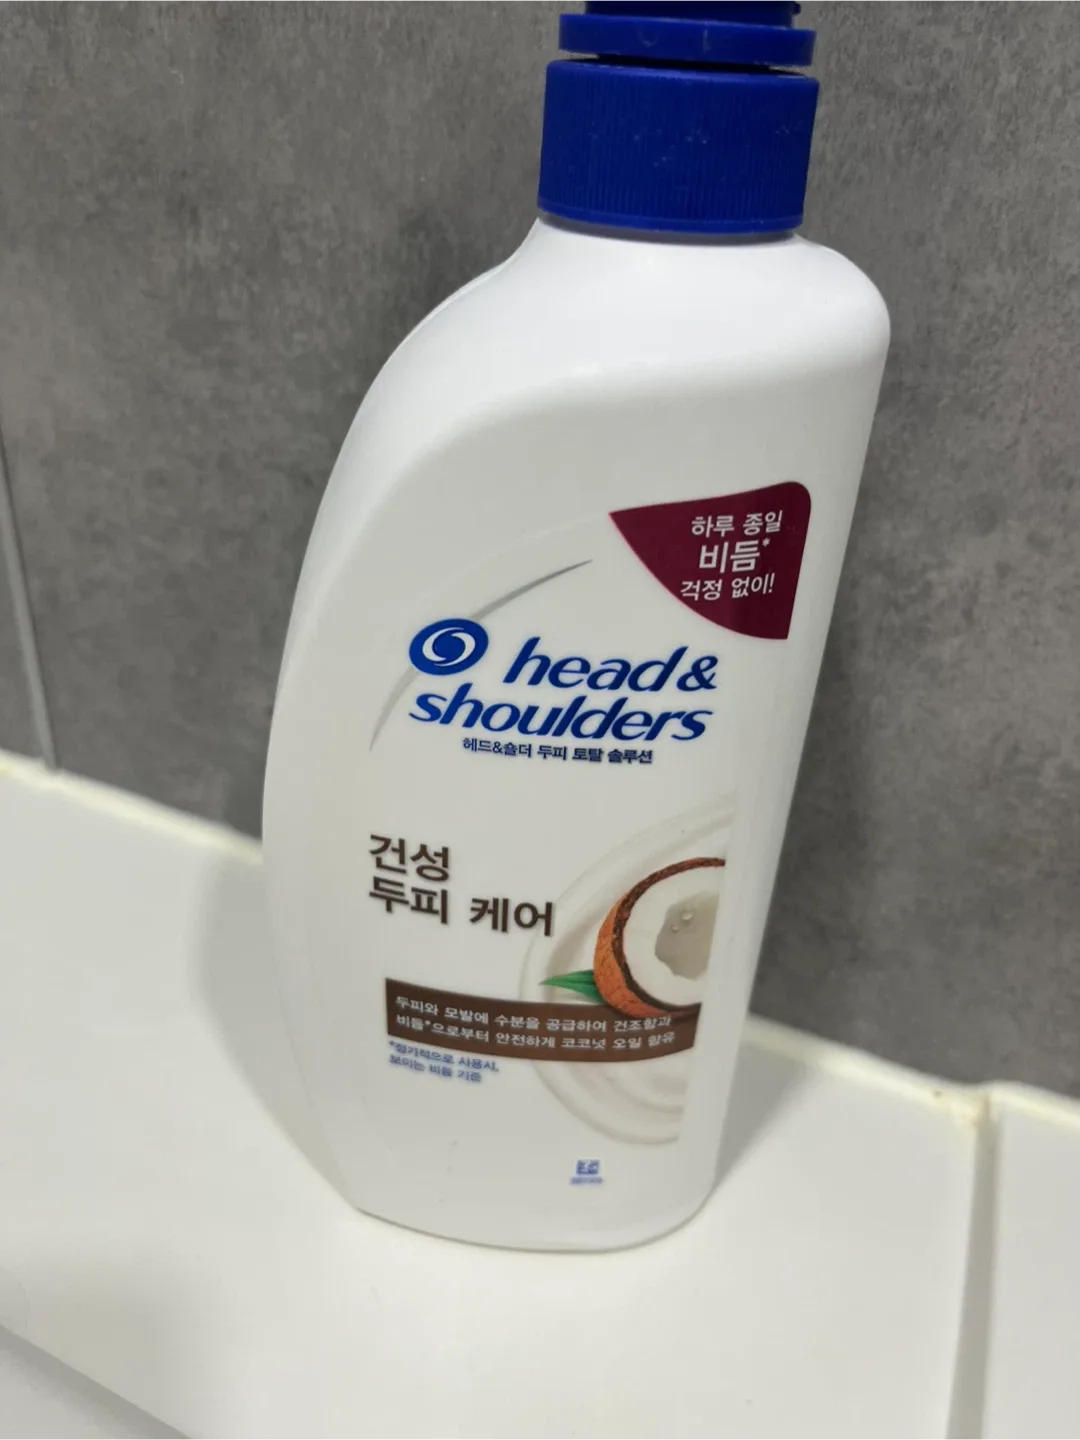 하루 종일
비듬*
걱정 없이!
head&
shoulders
헤드&숄더 두피 토탈 솔루션
건성
두피 케어
두피와 모발에 수분을 공급하여 건조함과
비듬*으로부터 안전하게 코코넛 오일 함유
*정기적으로 사용시,
보이는 비듬 기준